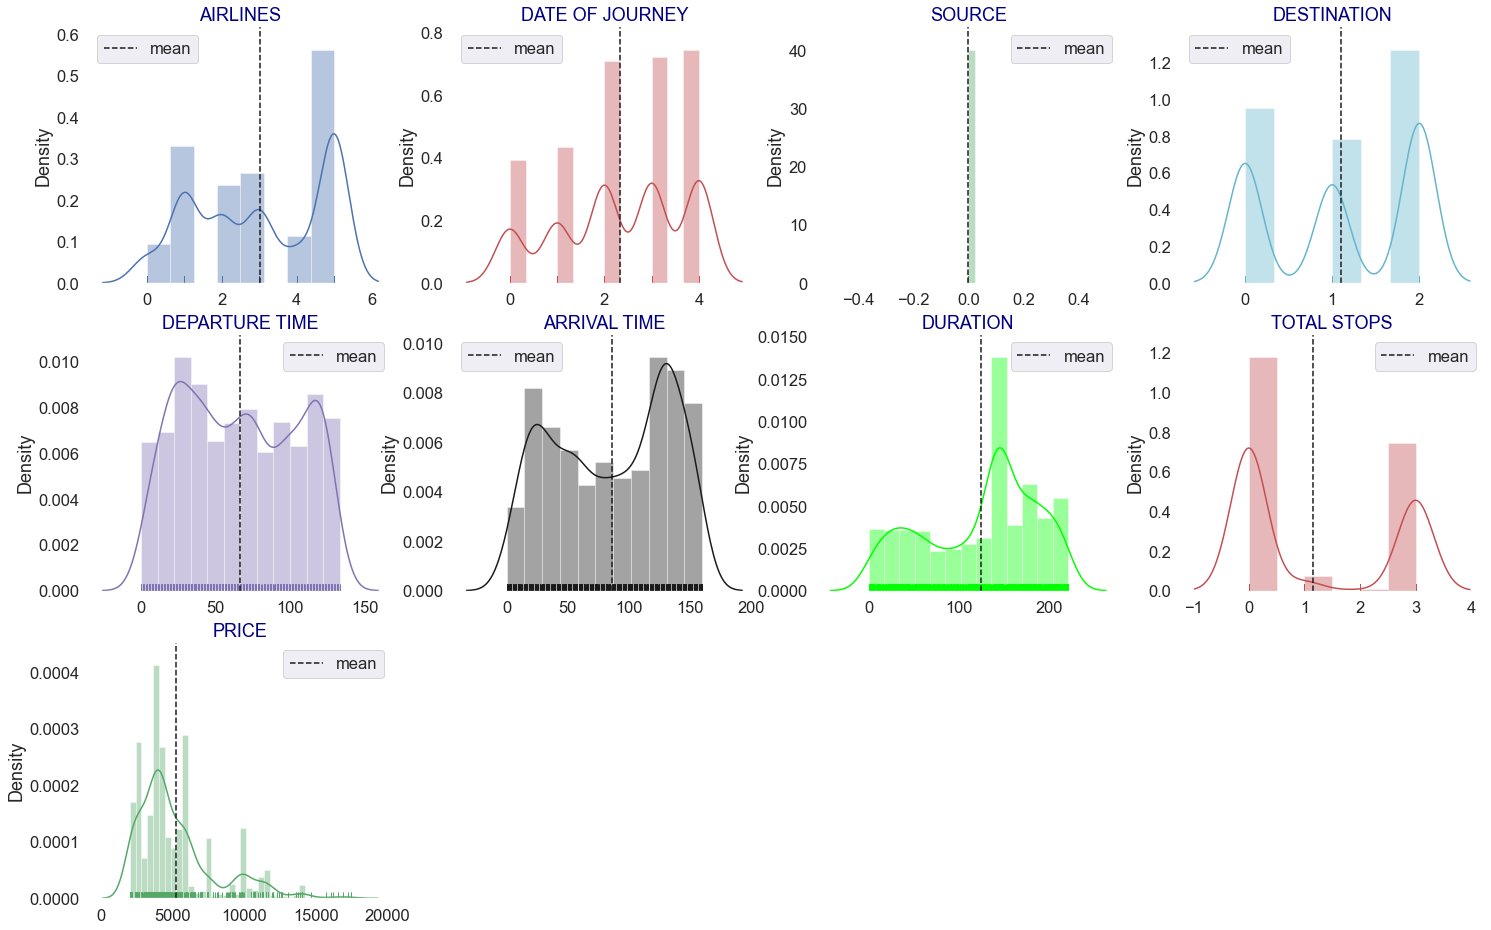 AIRLINES
mean
Density
0.6
0.5
0.4
0.3
0.2
0.1
0.0
0 2 4 6
DATE OF JOURNEY
mean
Density
0.8
0.6
0.4
0.2
0.0
0 2 4
SOURCE
mean
Density
40
30
20
10
0
−0.4 −0.2 0.0 0.2 0.4
DESTINATION
mean
Density
1.2
1.0
0.8
0.6
0.4
0.2
0.0
0 1 2
DEPARTURE TIME
mean
Density
0.010
0.008
0.006
0.004
0.002
0.000
0 50 100 150
ARRIVAL TIME
mean
Density
0.010
0.008
0.006
0.004
0.002
0.000
0 50 100 150 200
DURATION
mean
Density
0.0150
0.0125
0.0100
0.0075
0.0050
0.0025
0.0000
0 100 200
TOTAL STOPS
mean
Density
1.2
1.0
0.8
0.6
0.4
0.2
0.0
−1 0 1 2 3 4
PRICE
mean
Density
0.0004
0.0003
0.0002
0.0001
0.0000
0 5000 10000 15000 20000